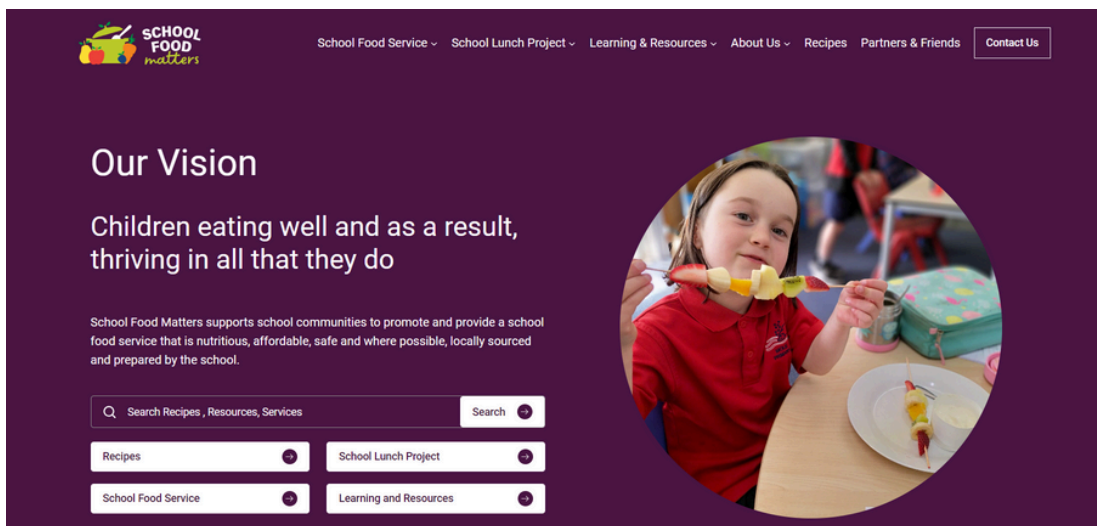 SCHOOL
FOOD
matters
School Food Service
School Lunch Project
Learning & Resources
About Us
Recipes
Partners & Friends
Contact Us
Our Vision
Children eating well and as a result,
thriving in all that they do
School Food Matters supports school communities to promote and provide a school
food service that is nutritious, affordable, safe and where possible, locally sourced
and prepared by the school.
Search Recipes , Resources, Services
Search
Recipes
School Lunch Project
School Food Service
Learning and Resources